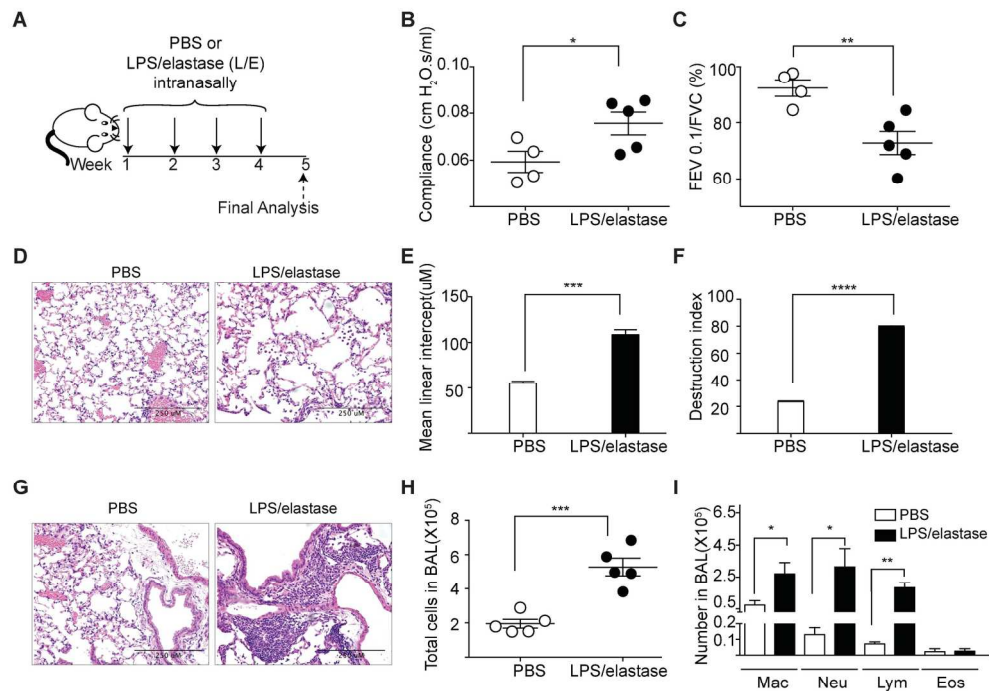 A
PBS or
LPS/elastase (L/E)
intranasally
Week
1 2 3 4 5
Final Analysis
B
*
Compliance (cm H₂O.s/ml)
0.10
0.08
0.06
PBS LPS/elastase
C
**
FEV 0.1/FVC (%)
100
80
60
PBS LPS/elastase
D
PBS LPS/elastase
250 uM 250 uM
E
***
Mean linear intercept(uM)
150
100
50
PBS LPS/elastase
F
****
Destruction index
100
80
60
40
20
PBS LPS/elastase
G
PBS LPS/elastase
250 uM 250 uM
H
***
Total cells in BAL(X10⁵)
8
6
4
2
PBS LPS/elastase
I
PBS
LPS/elastase
* * **
Number in BAL(X10⁵)
6.5
4.5
2.5
0.5
0.2
0.1
Mac Neu Lym Eos